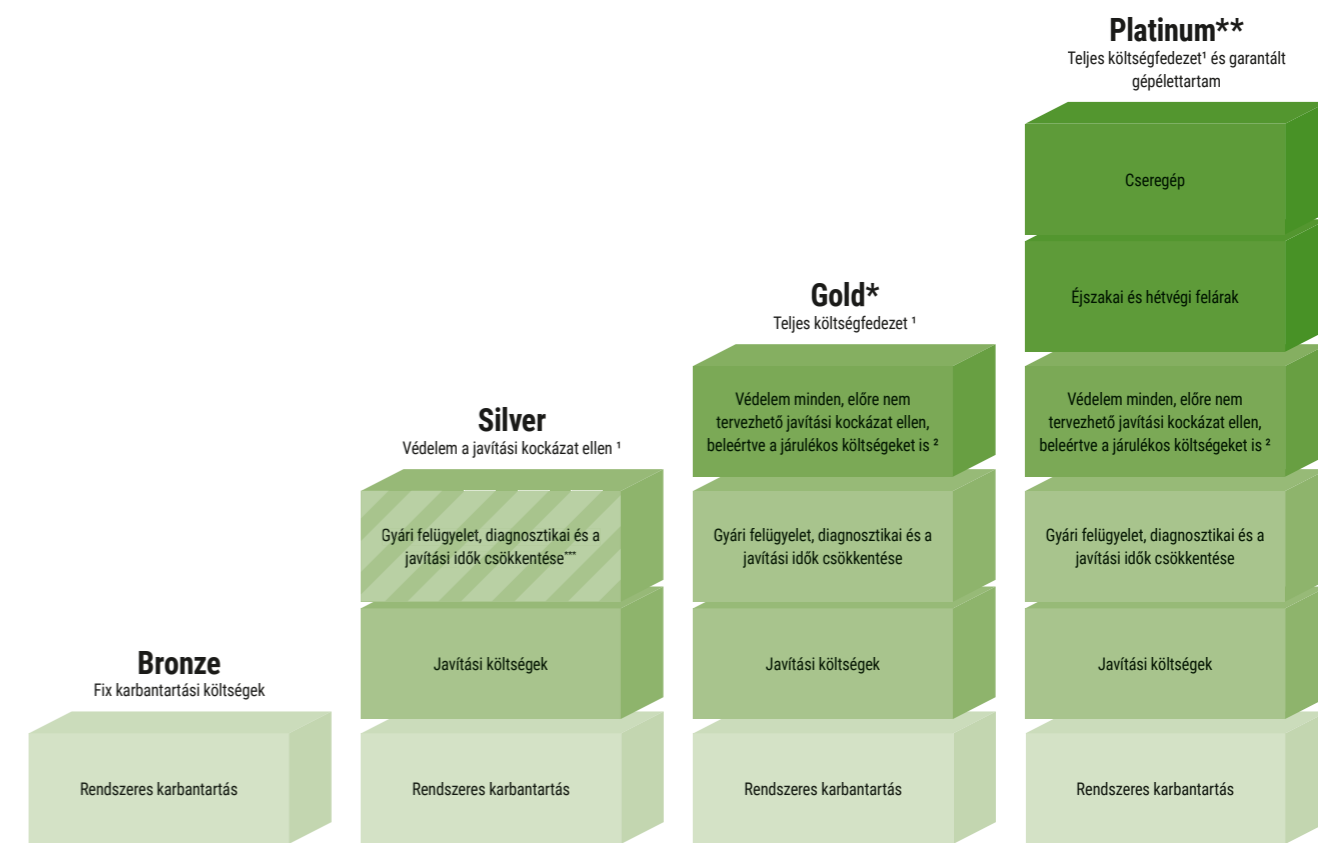 Platinum**
Teljes költségfedezet¹ és garantált
gépélettartam
Cseregép
Éjszakai és hétvégi felárak
Védelem minden, előre nem
tervezhető javítási kockázat ellen,
beleértve a járulékos költségeket is ²
Gyári felügyelet, diagnosztikai és a
javítási idők csökkentése
Javítási költségek
Rendszeres karbantartás
Gold*
Teljes költségfedezet ¹
Védelem minden, előre nem
tervezhető javítási kockázat ellen,
beleértve a járulékos költségeket is ²
Gyári felügyelet, diagnosztikai és a
javítási idők csökkentése
Javítási költségek
Rendszeres karbantartás
Silver
Védelem a javítási kockázat ellen ¹
Gyári felügyelet, diagnosztikai és a
javítási idők csökkentése***
Javítási költségek
Rendszeres karbantartás
Bronze
Fix karbantartási költségek
Rendszeres karbantartás